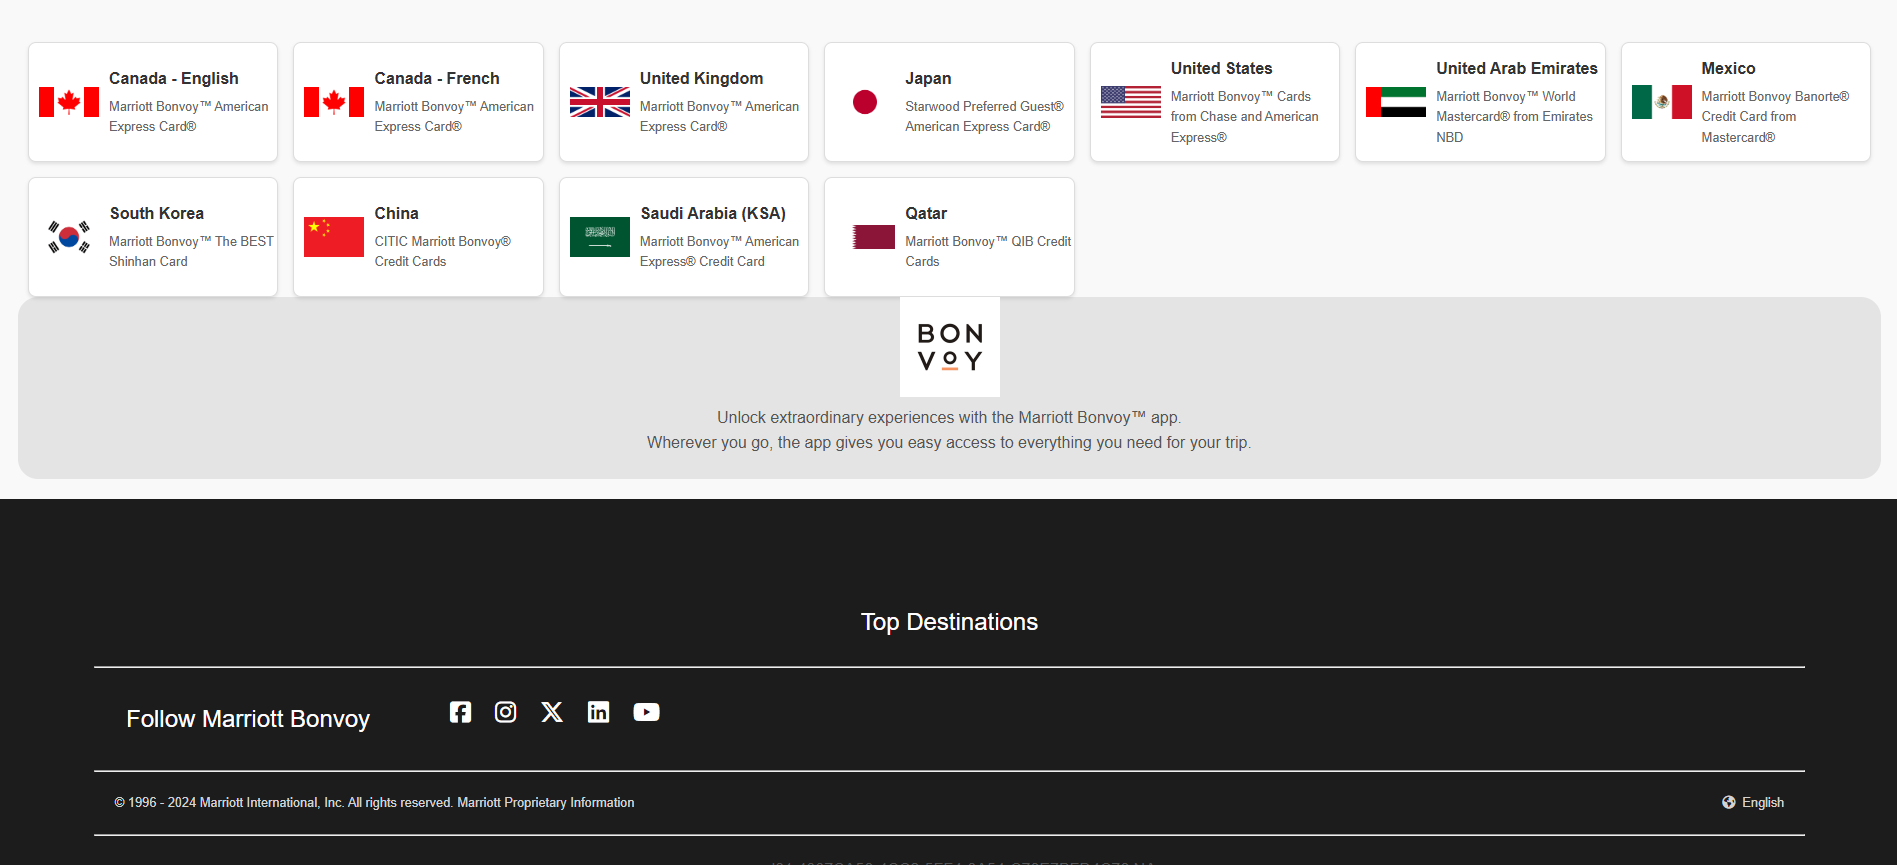 Canada - English
Marriott Bonvoy™ American
Express Card®
Canada - French
Marriott Bonvoy™ American
Express Card®
United Kingdom
Marriott Bonvoy™ American
Express Card®
Japan
Starwood Preferred Guest®
American Express Card®
United States
Marriott Bonvoy™ Cards
from Chase and American
Express®
United Arab Emirates
Marriott Bonvoy™ World
Mastercard® from Emirates
NBD
Mexico
Marriott Bonvoy Banorte®
Credit Card from
Mastercard®
South Korea
Marriott Bonvoy™ The BEST
Shinhan Card
China
CITIC Marriott Bonvoy®
Credit Cards
Saudi Arabia (KSA)
Marriott Bonvoy™ American
Express® Credit Card
Qatar
Marriott Bonvoy™ QIB Credit
Cards
BON
VOY
Unlock extraordinary experiences with the Marriott Bonvoy™ app.
Wherever you go, the app gives you easy access to everything you need for your trip.
Top Destinations
Follow Marriott Bonvoy
© 1996 - 2024 Marriott International, Inc. All rights reserved. Marriott Proprietary Information
English